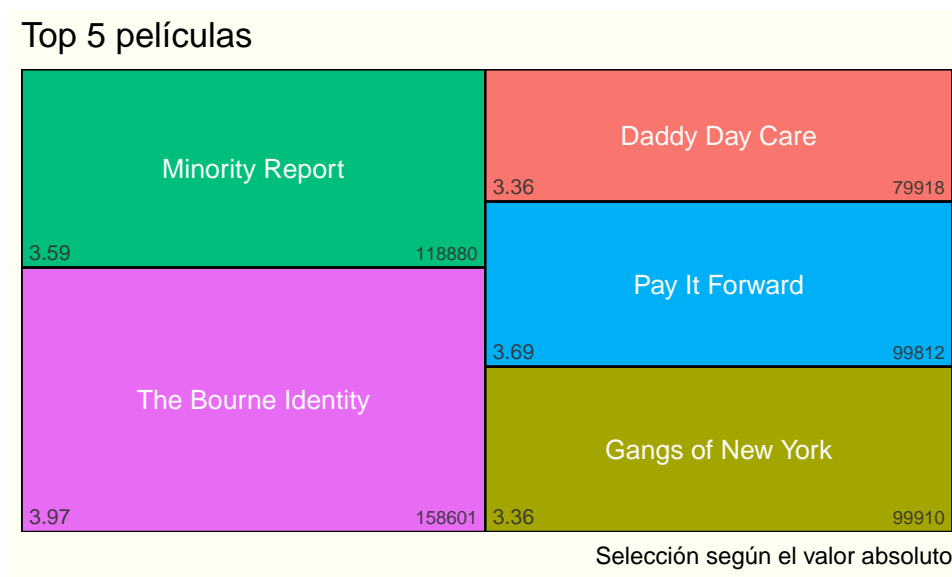 Top 5 películas
Minority Report
3.59 118880
The Bourne Identity
3.97 158601
Daddy Day Care
3.36 79918
Pay It Forward
3.69 99812
Gangs of New York
3.36 99910
Selección según el valor absoluto